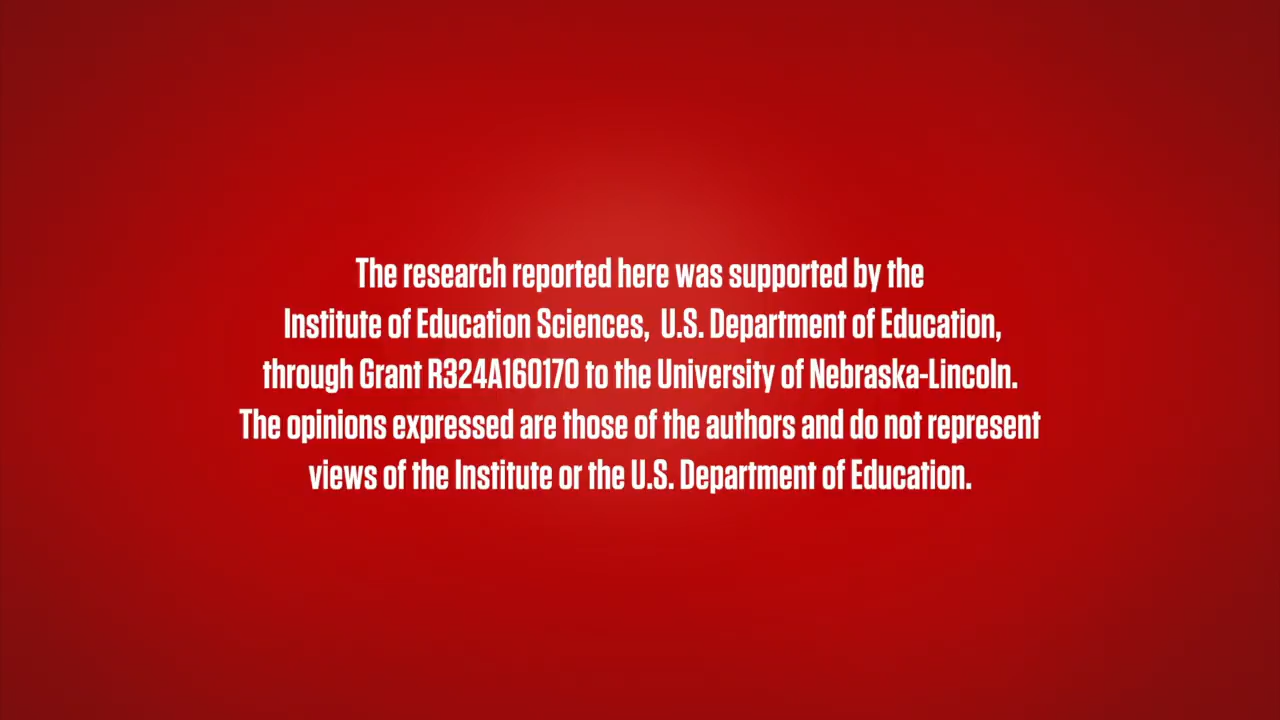 The research reported here was supported by the
Institute of Education Sciences, U.S. Department of Education,
through Grant R324A160170 to the University of Nebraska-Lincoln.
The opinions expressed are those of the authors and do not represent
views of the Institute or the U.S. Department of Education.